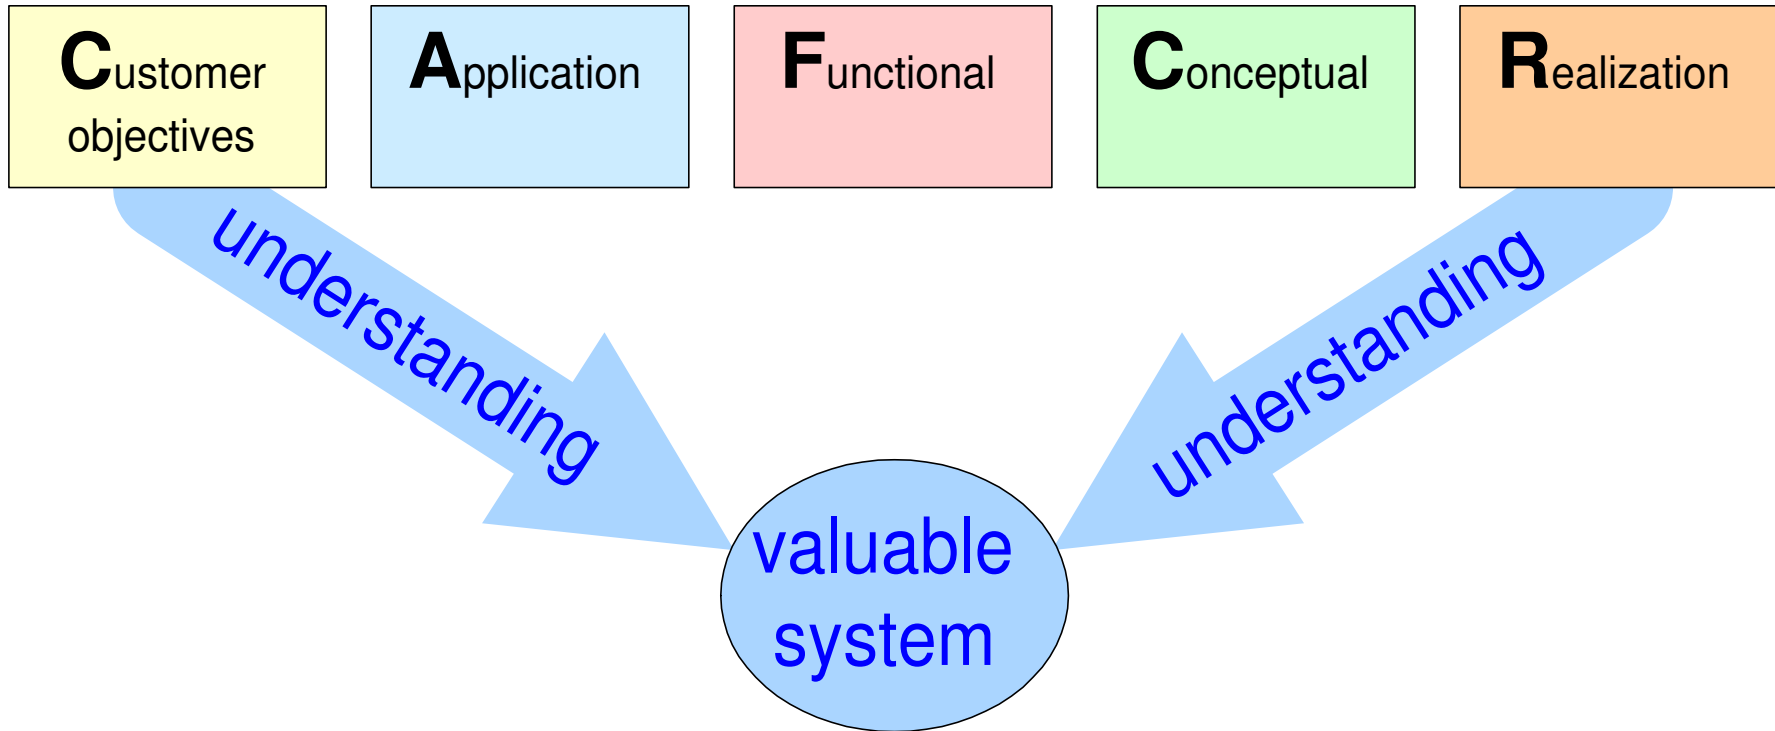 Customer
objectives
Application
Functional
Conceptual
Realization
understanding
understanding
valuable
system